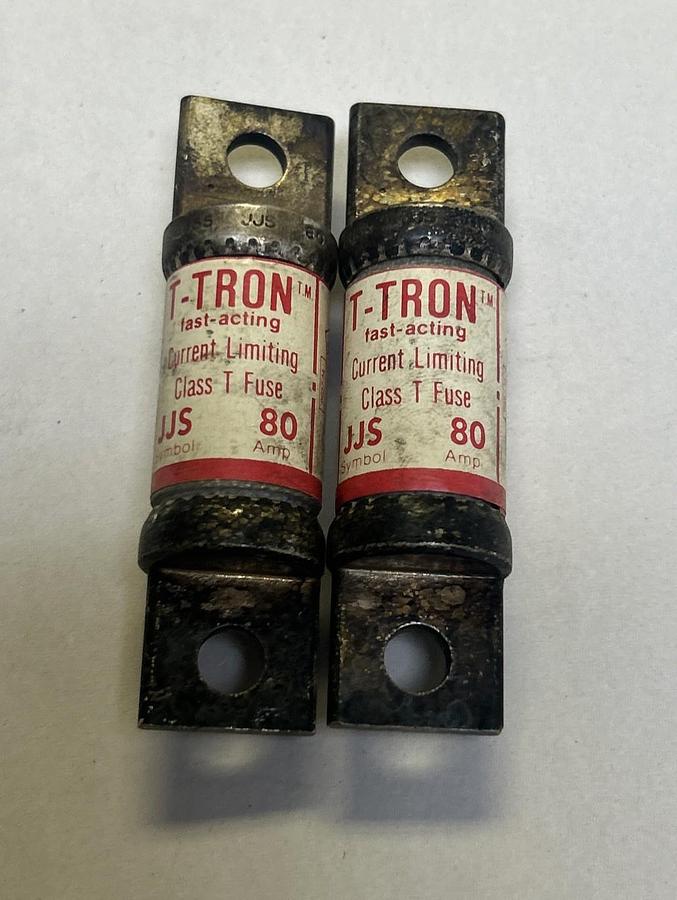 JJS
T-TRON™
fast-acting
Current Limiting
Class T Fuse
JJS 80
Symbol Amp
T-TRON™
fast-acting
Current Limiting
Class T Fuse
JJS 80
Symbol Amp